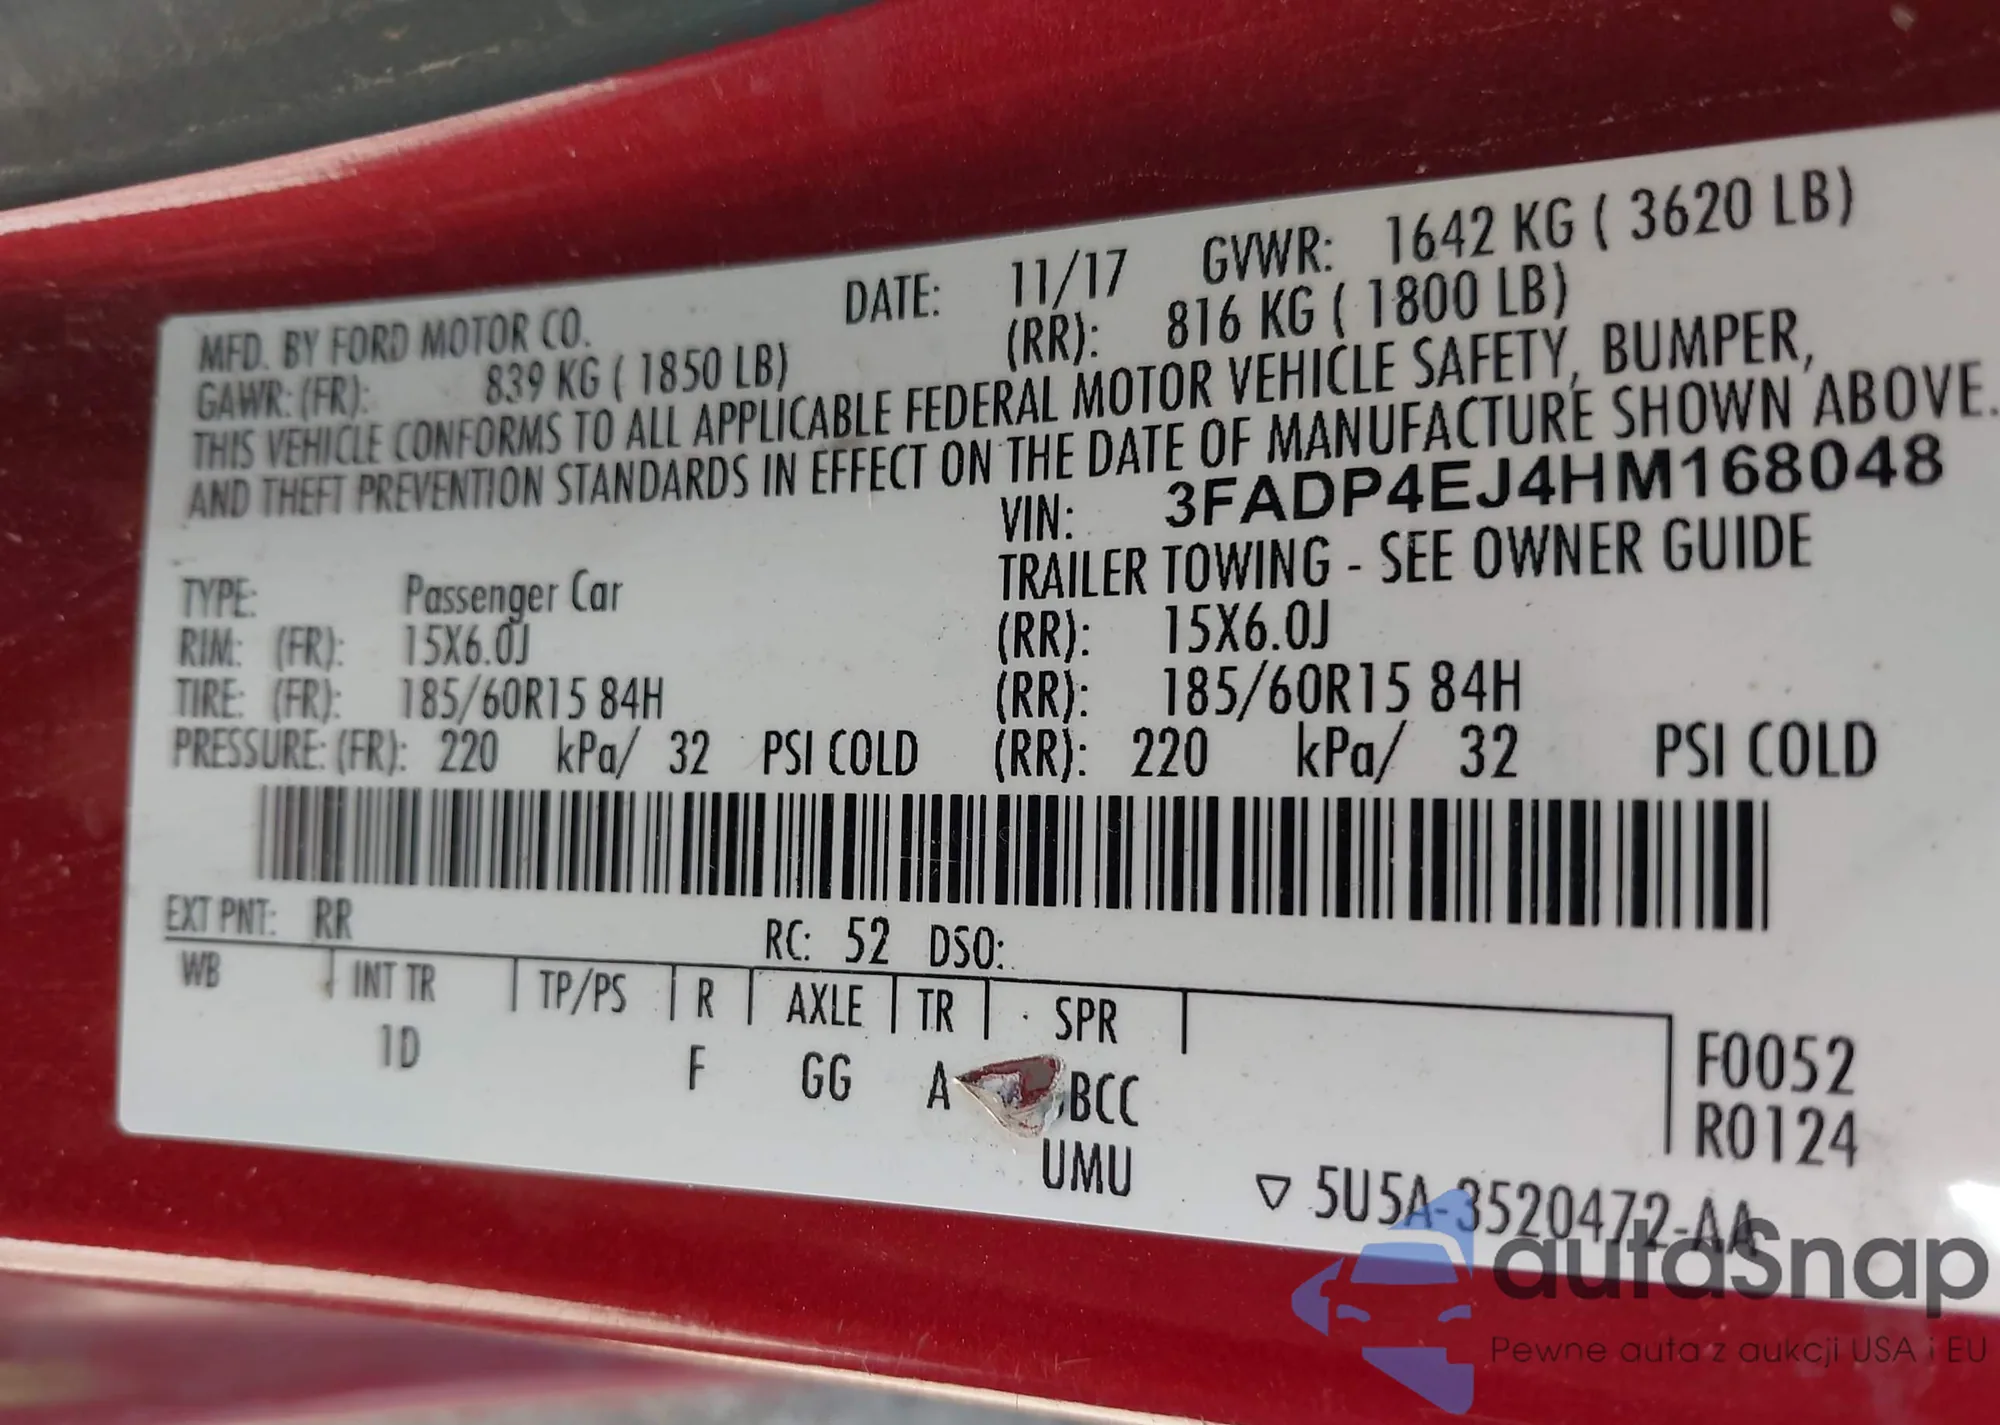 MFD. BY FORD MOTOR CO. DATE: 11/17 GVWR: 1642 KG ( 3620 LB)
GAWR: (FR): 839 KG ( 1850 LB) (RR): 816 KG ( 1800 LB)
THIS VEHICLE CONFORMS TO ALL APPLICABLE FEDERAL MOTOR VEHICLE SAFETY, BUMPER,
AND THEFT PREVENTION STANDARDS IN EFFECT ON THE DATE OF MANUFACTURE SHOWN ABOVE.
VIN: 3FADP4EJ4HM168048
TYPE: Passenger Car TRAILER TOWING - SEE OWNER GUIDE
RIM: (FR): 15X6.0J (RR): 15X6.0J
TIRE: (FR): 185/60R15 84H (RR): 185/60R15 84H
PRESSURE: (FR): 220 kPa/ 32 PSI COLD (RR): 220 kPa/ 32 PSI COLD
EXT PNT: RR RC: 52 DSO:
WB INT TR TP/PS R AXLE TR SPR
1D F GG A BCC
UMU
F0052
R0124
▽ 5U5A-3520472-AA
autoSnap
Pewne auta z aukcji USA i EU